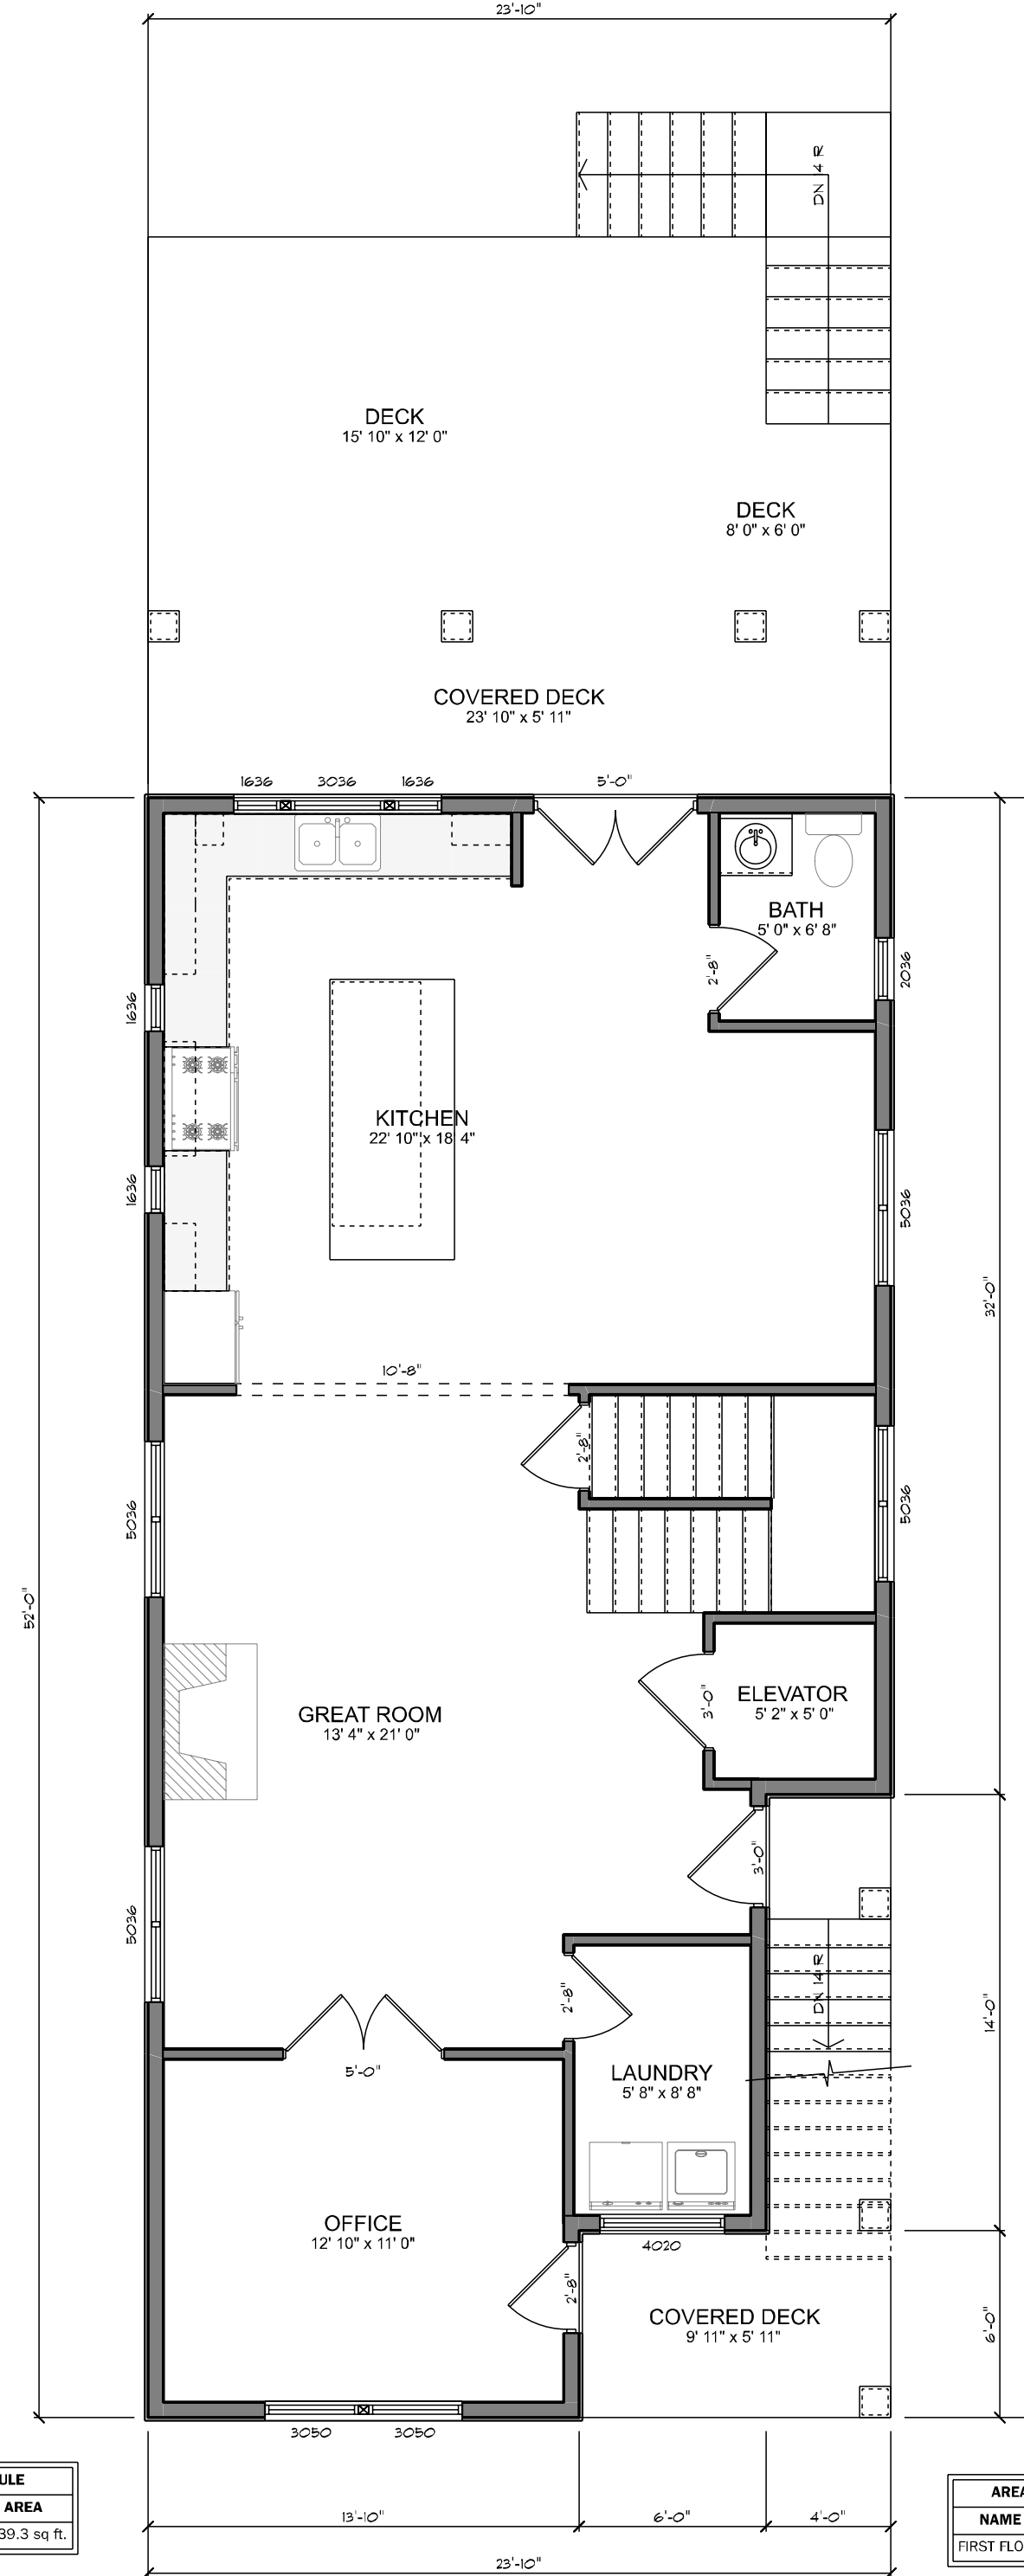 23'-10"
DN 14 R
DECK
15' 10" x 12' 0"
DECK
8' 0" x 6' 0"
COVERED DECK
23' 10" x 5' 11"
1636
3036
1636
5'-0"
BATH
5' 0" x 6' 8"
2'-8"
2036
1636
KITCHEN
22' 10" x 18' 4"
1636
5036
32'-0"
10'-8"
2'-8"
5036
5036
52'-0"
ELEVATOR
5' 2" x 5' 0"
3'-0"
GREAT ROOM
13' 4" x 21' 0"
3'-0"
5036
DN 14 R
2'-8"
14'-0"
5'-0"
LAUNDRY
5' 8" x 8' 8"
OFFICE
12' 10" x 11' 0"
4020
2'-8"
COVERED DECK
9' 11" x 5' 11"
6'-0"
3050
3050
ULE
AREA
39.3 sq ft.
AREA
NAME
FIRST FLO
13'-10"
6'-0"
4'-0"
23'-10"